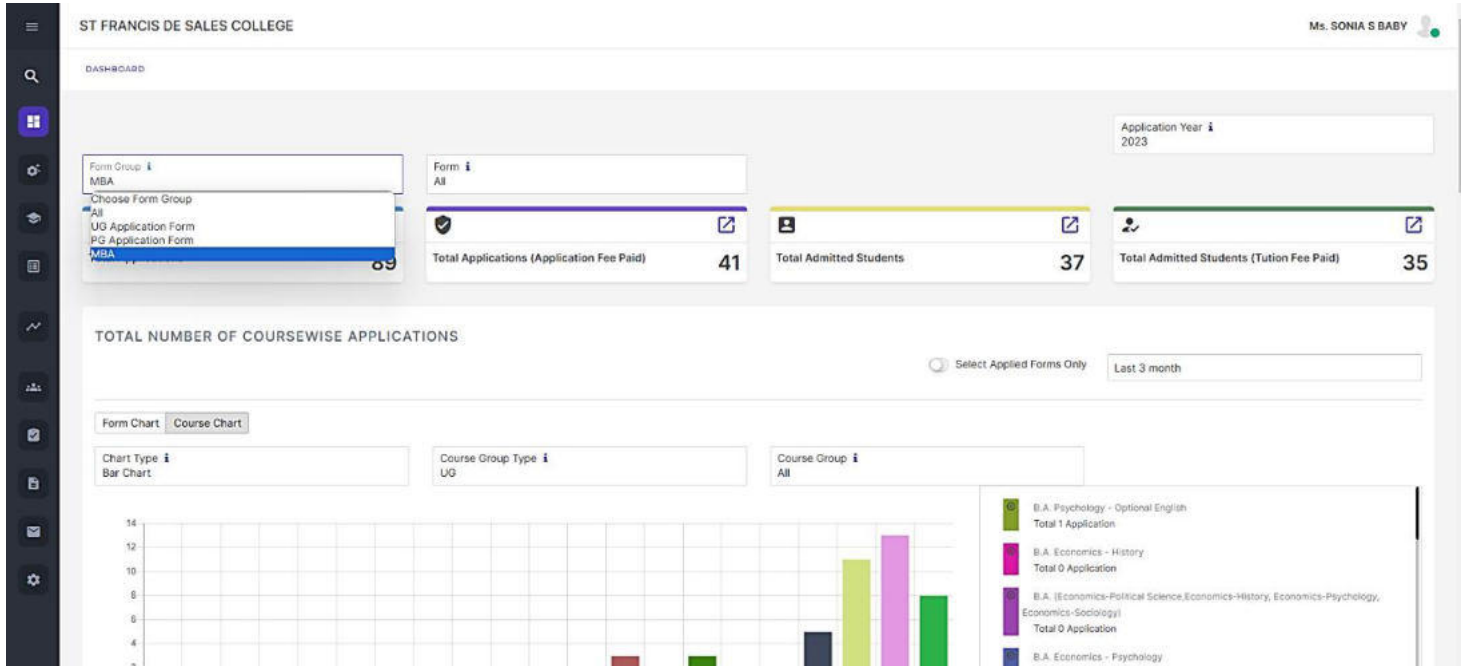 ST FRANCIS DE SALES COLLEGE
Ms. SONIA S BABY
DASHBOARD
Application Year i
2023
Form Group i
MBA
Form i
All
Choose Form Group
All
UG Application Form
PG Application Form
MBA
89
Total Applications (Application Fee Paid)
41
Total Admitted Students
37
Total Admitted Students (Tution Fee Paid)
35
TOTAL NUMBER OF COURSEWISE APPLICATIONS
Select Applied Forms Only
Last 3 month
Form Chart
Course Chart
Chart Type i
Bar Chart
Course Group Type i
UG
Course Group i
All
14
12
10
8
6
4
B.A. Psychology - Optional English
Total 1 Application
B.A. Economics - History
Total 0 Application
B.A. (Economics-Political Science,Economics-History, Economics-Psychology,
Economics-Sociology)
Total 0 Application
B.A. Economics - Psychology